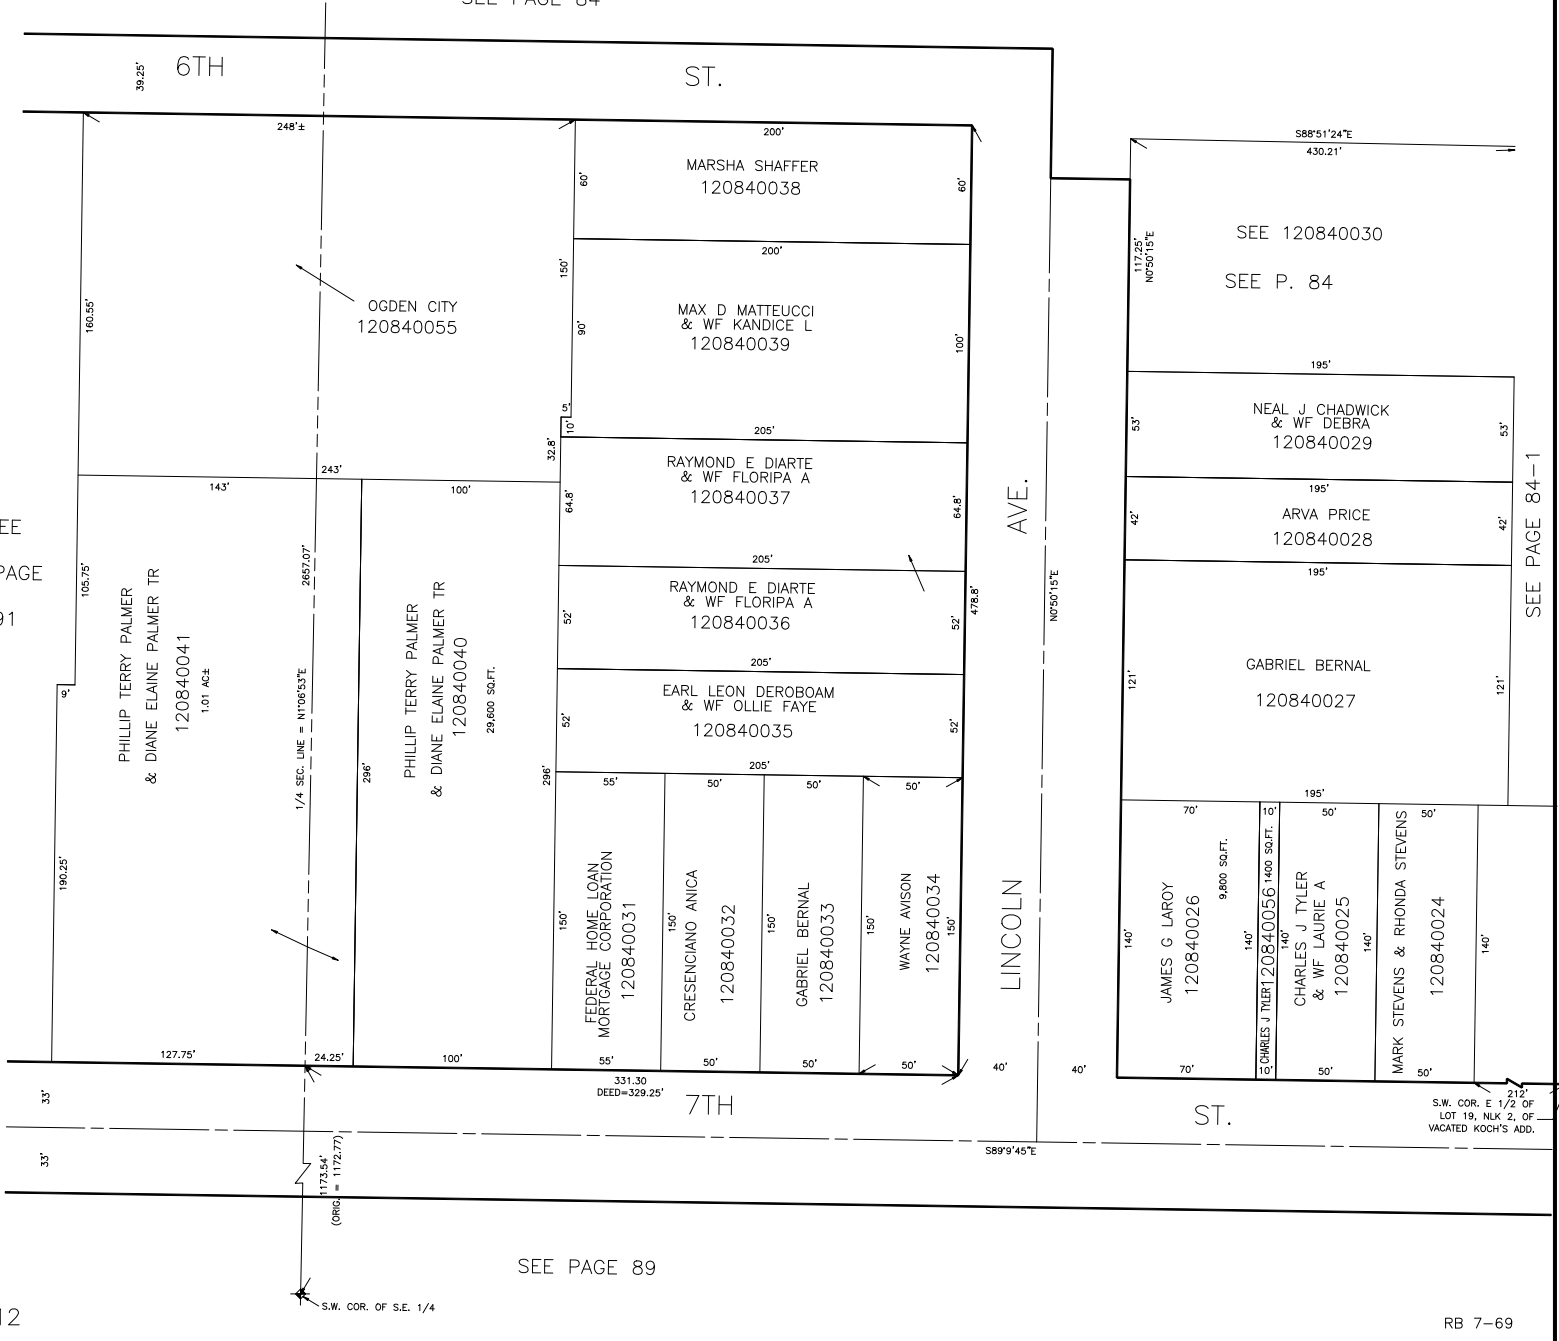 SEE PAGE 84
6TH
ST.
39.25'
248'±
200'
MARSHA SHAFFER
120840038
60'
60'
200'
150'
90'
MAX D MATTEUCCI
& WF KANDICE L
120840039
100'
5'
10'
205'
32.8'
OGDEN CITY
120840055
160.55'
243'
143'
100'
RAYMOND E DIARTE
& WF FLORIPA A
120840037
64.8'
64.8'
205'
RAYMOND E DIARTE
& WF FLORIPA A
120840036
52'
52'
205'
EARL LEON DEROBOAM
& WF OLLIE FAYE
120840035
52'
52'
205'
478.8'
PAGE
91
105.75'
9'
190.25'
PHILLIP TERRY PALMER
& DIANE ELAINE PALMER TR
120840041
1.01 AC±
2657.07'
1/4 SEC. LINE = N1°06'53"E
296'
PHILLIP TERRY PALMER
& DIANE ELAINE PALMER TR
120840040
29,600 SQ.FT.
296'
55'
50'
50'
50'
150'
FEDERAL HOME LOAN
MORTGAGE CORPORATION
120840031
150'
CRESENCIANO ANICA
120840032
150'
GABRIEL BERNAL
120840033
150'
WAYNE AVISON
120840034
150'
127.75'
24.25'
100'
55'
50'
50'
50'
40'
40'
331.30
DEED=329.25'
LINCOLN
AVE.
N0°50'15"E
S88°51'24"E
430.21'
117.25'
N0°50'15"E
SEE 120840030
SEE P. 84
195'
NEAL J CHADWICK
& WF DEBRA
120840029
53'
53'
195'
ARVA PRICE
120840028
42'
42'
195'
GABRIEL BERNAL
120840027
121'
121'
195'
SEE PAGE 84-1
70'
10'
50'
50'
140'
JAMES G LAROY
120840026
9,800 SQ.FT.
140'
CHARLES J TYLER
120840056
1400 SQ.FT.
140'
CHARLES J TYLER
& WF LAURIE A
120840025
140'
MARK STEVENS & RHONDA STEVENS
120840024
140'
70'
10'
50'
50'
212'
S.W. COR. E 1/2 OF
LOT 19, NLK 2, OF
VACATED KOCH'S ADD.
33'
33'
7TH
ST.
S89°9'45"E
1173.54'
(ORIG. = 1172.77)
SEE PAGE 89
S.W. COR. OF S.E. 1/4
12
RB 7-69